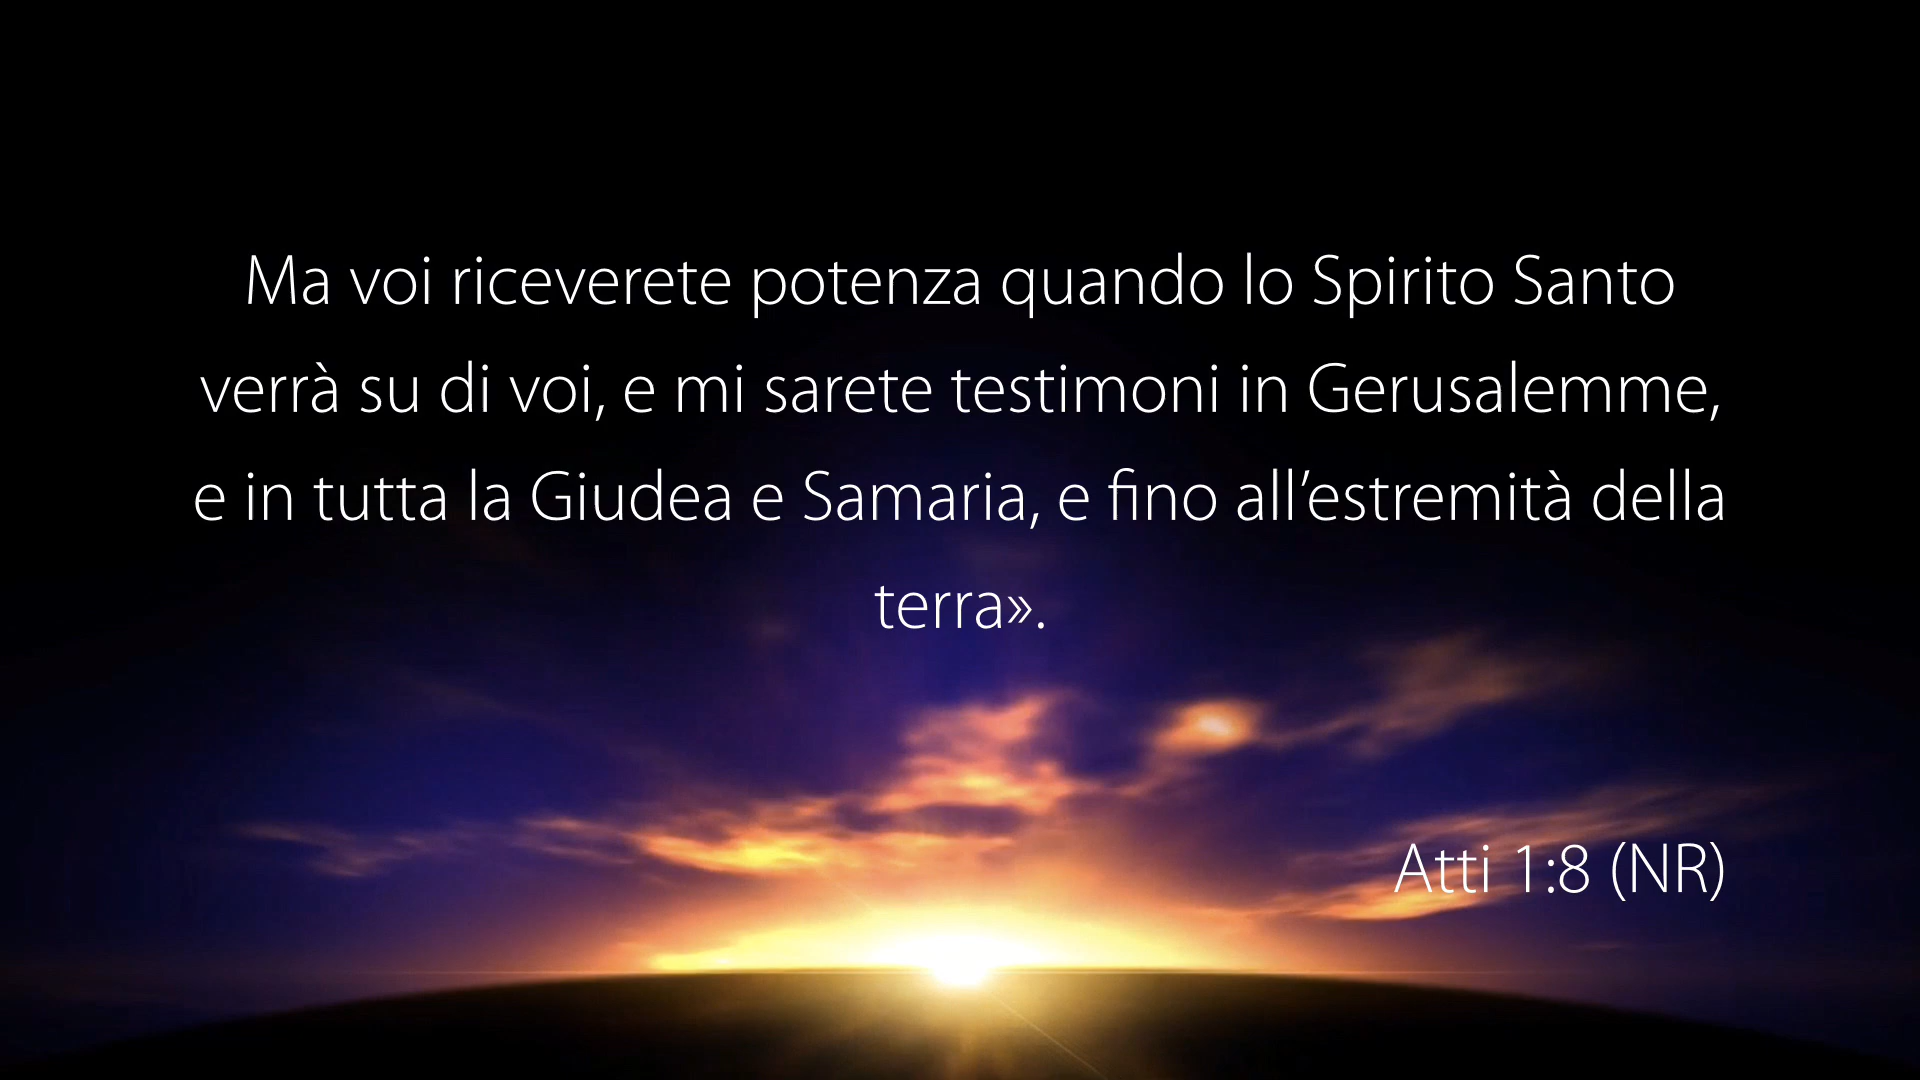 Ma voi riceverete potenza quando lo Spirito Santo
verrà su di voi, e mi sarete testimoni in Gerusalemme,
e in tutta la Giudea e Samaria, e fino all’estremità della
terra».
Atti 1:8 (NR)